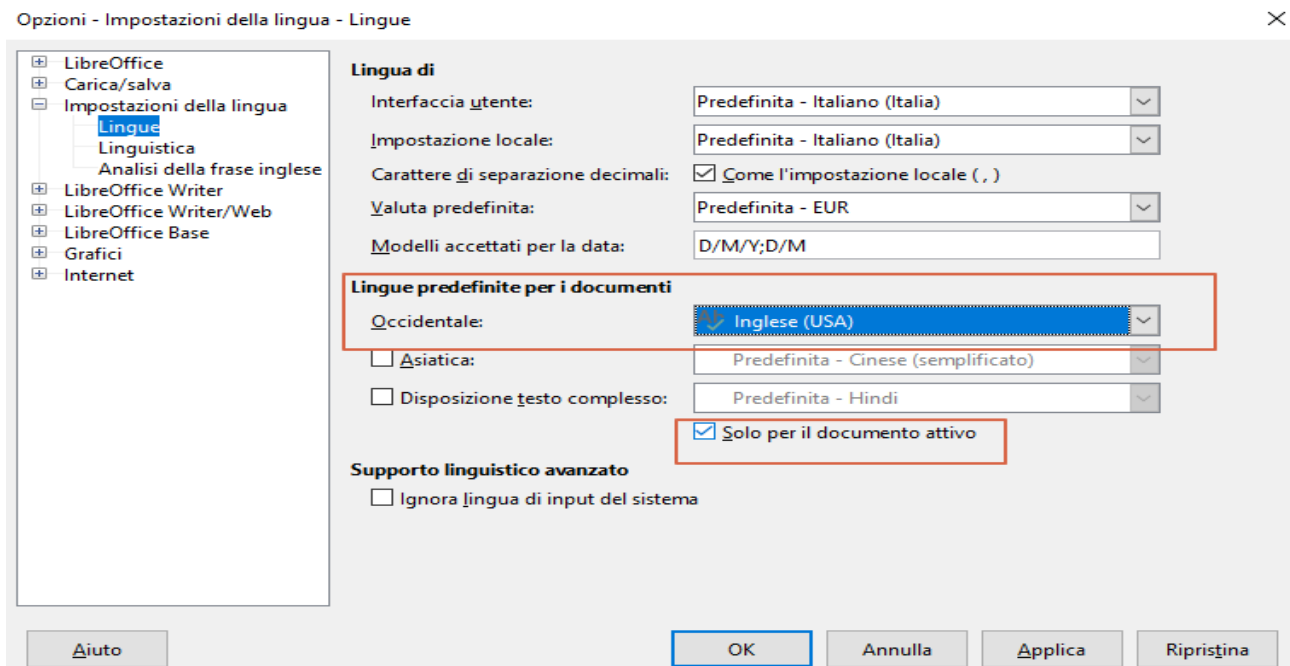 Opzioni - Impostazioni della lingua - Lingue
LibreOffice
Carica/salva
Impostazioni della lingua
Lingue
Linguistica
Analisi della frase inglese
LibreOffice Writer
LibreOffice Writer/Web
LibreOffice Base
Grafici
Internet
Lingua di
Interfaccia utente: Predefinita - Italiano (Italia)
Impostazione locale: Predefinita - Italiano (Italia)
Carattere di separazione decimali: Come l'impostazione locale ( , )
Valuta predefinita: Predefinita - EUR
Modelli accettati per la data: D/M/Y;D/M
Lingue predefinite per i documenti
Occidentale: Inglese (USA)
Asiatica: Predefinita - Cinese (semplificato)
Disposizione testo complesso: Predefinita - Hindi
Solo per il documento attivo
Supporto linguistico avanzato
Ignora lingua di input del sistema
Aiuto OK Annulla Applica Ripristina